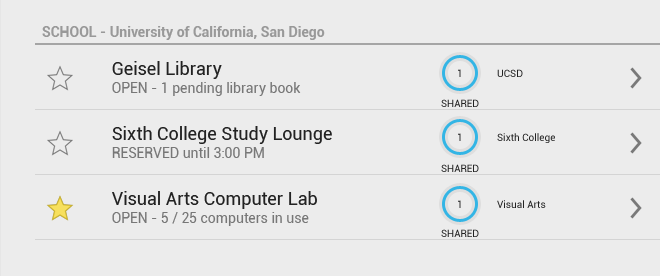 SCHOOL - University of California, San Diego
Geisel Library
OPEN - 1 pending library book
1
SHARED
UCSD
Sixth College Study Lounge
RESERVED until 3:00 PM
1
SHARED
Sixth College
Visual Arts Computer Lab
OPEN - 5 / 25 computers in use
1
SHARED
Visual Arts